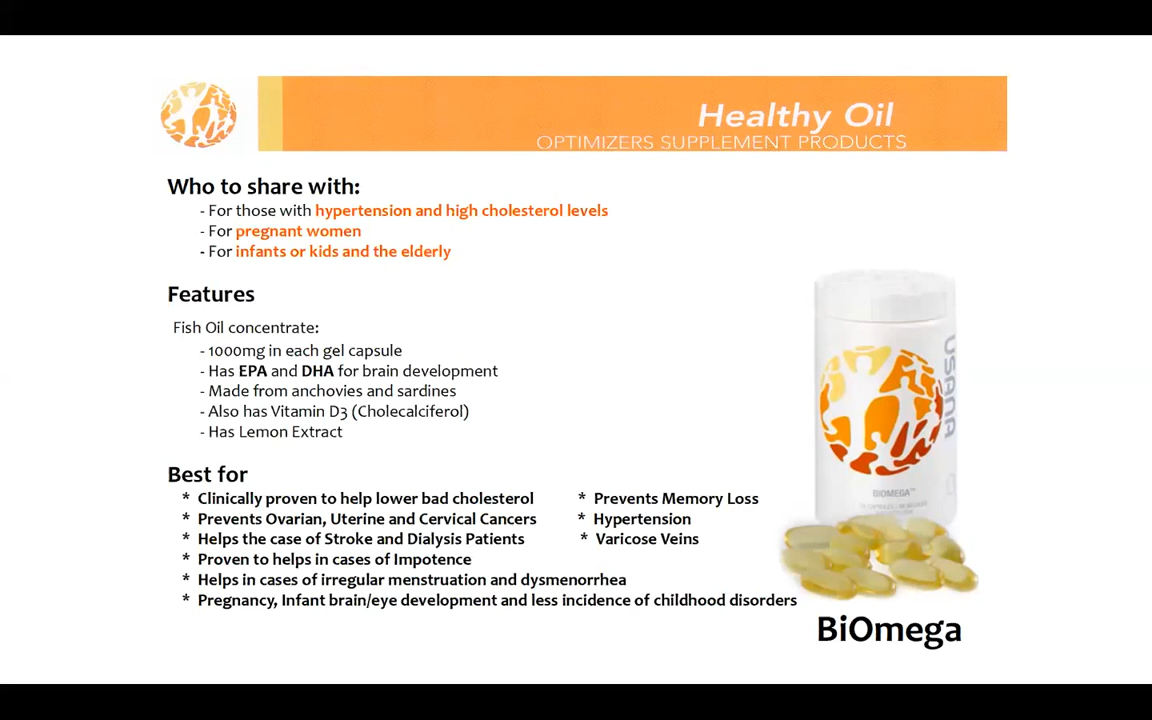 Healthy Oil
OPTIMIZERS SUPPLEMENT PRODUCTS
Who to share with:
- For those with hypertension and high cholesterol levels
- For pregnant women
- For infants or kids and the elderly
Features
Fish Oil concentrate:
- 1000mg in each gel capsule
- Has EPA and DHA for brain development
- Made from anchovies and sardines
- Also has Vitamin D3 (Cholecalciferol)
- Has Lemon Extract
Best for
* Clinically proven to help lower bad cholesterol
* Prevents Ovarian, Uterine and Cervical Cancers
* Helps the case of Stroke and Dialysis Patients
* Proven to helps in cases of Impotence
* Helps in cases of irregular menstruation and dysmenorrhea
* Pregnancy, Infant brain/eye development and less incidence of childhood disorders
* Prevents Memory Loss
* Hypertension
* Varicose Veins
USANA
BIOMEGA™
BiOmega